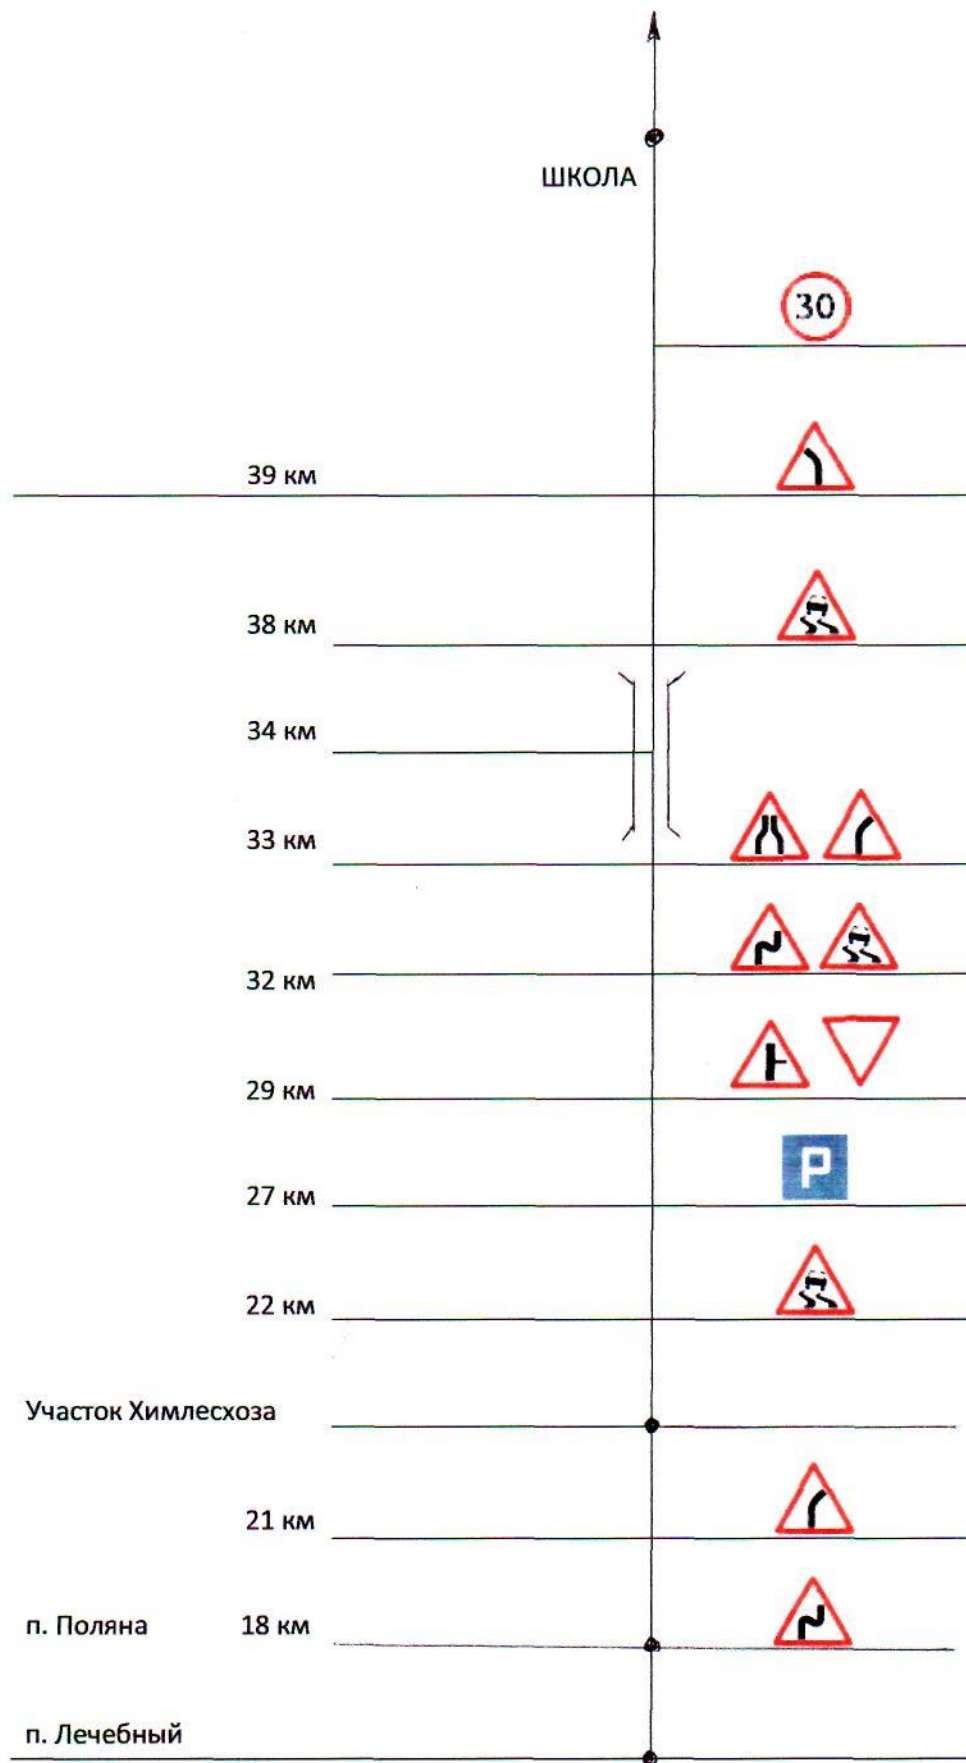 ШКОЛА
30
39 км
38 км
34 км
33 км
32 км
29 км
P
27 км
22 км
Участок Химлесхоза
21 км
п. Поляна 18 км
п. Лечебный